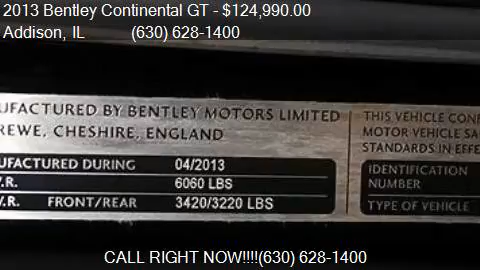 2013 Bentley Continental GT - $124,990.00
Addison, IL (630) 628-1400
UFACTURED BY BENTLEY MOTORS LIMITED
REWE, CHESHIRE, ENGLAND
UFACTURED DURING 04/2013
.R. 6060 LBS
.R. FRONT/REAR 3420/3220 LBS
THIS VEHICLE CONF
MOTOR VEHICLE SA
STANDARDS IN EFFE
IDENTIFICATION
NUMBER
TYPE OF VEHICLE
CALL RIGHT NOW!!!!(630) 628-1400